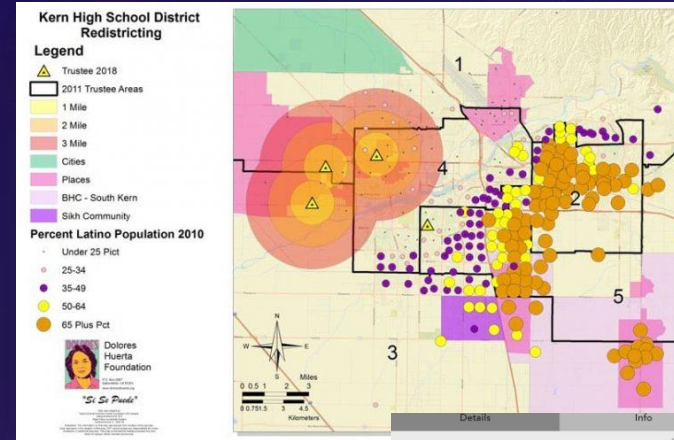 Kern High School District
Redistricting
Legend
Trustee 2018
2011 Trustee Areas
1 Mile
2 Mile
3 Mile
Cities
Places
BHC - South Kern
Sikh Community
Percent Latino Population 2010
Under 25 Pct
25-34
35-49
50-64
65 Plus Pct
DOLORES
Dolores
Huerta
Foundation
"Si Se Puede"
1
4
2
5
3
N
W
E
S
Miles
0 0.5 1 2 3
0 0.75 1.5 3 4.5
Kilometers
Details
Info